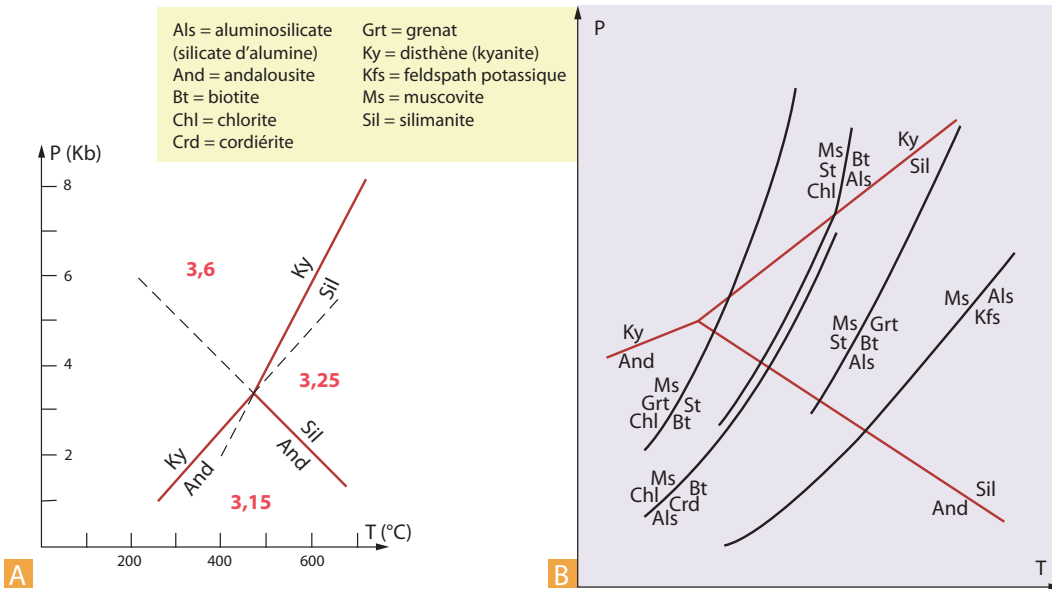 Als = aluminosilicate
(silicate d'alumine)
And = andalousite
Bt = biotite
Chl = chlorite
Crd = cordiérite
Grt = grenat
Ky = disthène (kyanite)
Kfs = feldspath potassique
Ms = muscovite
Sil = silimanite
P (Kb)
8
6
4
2
200
400
600
T (°C)
3,6
3,25
3,15
Ky
Sil
Ky
And
Sil
And
A
P
Ky
Sil
Ms
St
Chl
Bt
Als
Ky
And
Ms
Grt
Chl
St
Bt
Ms
St
Grt
Bt
Als
Ms
Als
Kfs
Ms
Chl
Bt
Crd
Als
Sil
And
T
B